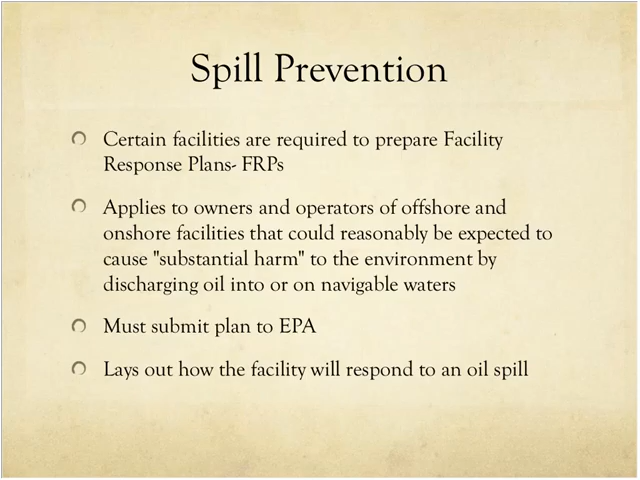 Spill Prevention
Certain facilities are required to prepare Facility
Response Plans- FRPs
Applies to owners and operators of offshore and
onshore facilities that could reasonably be expected to
cause "substantial harm" to the environment by
discharging oil into or on navigable waters
Must submit plan to EPA
Lays out how the facility will respond to an oil spill